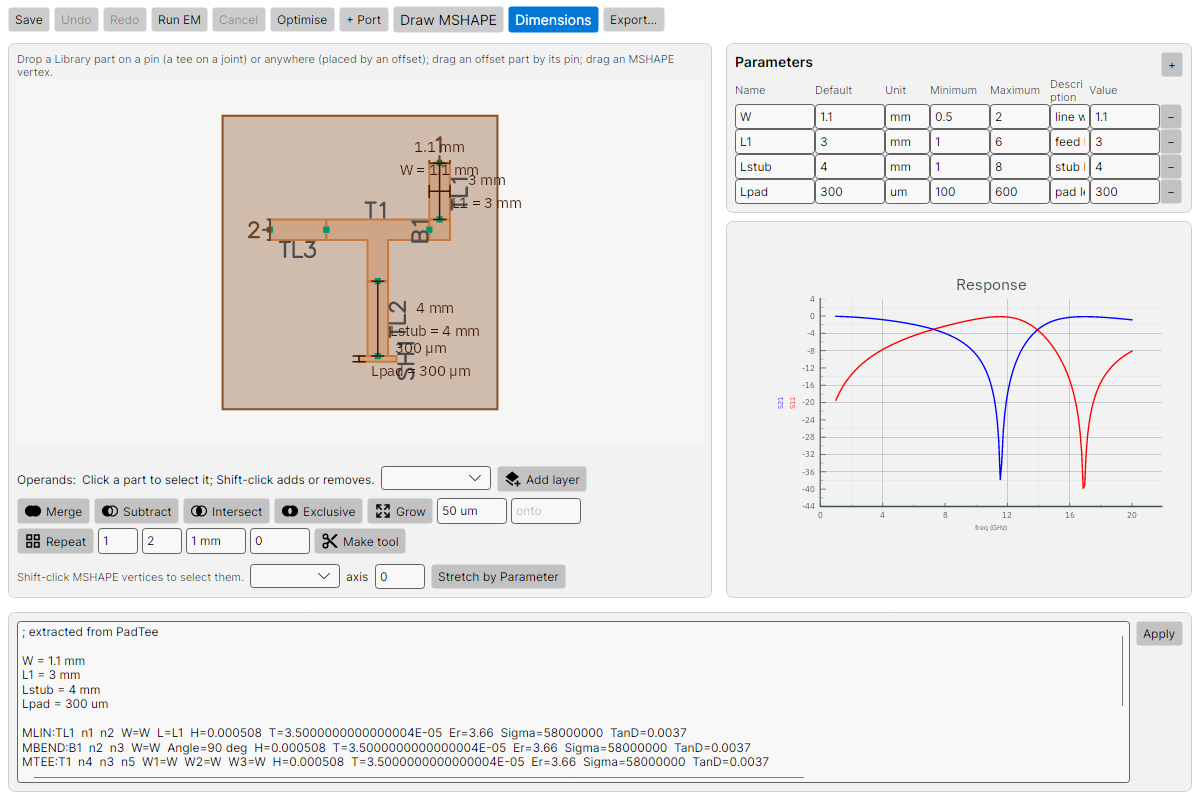 Save Undo Redo Run EM Cancel Optimise + Port Draw MSHAPE Dimensions Export...
Drop a Library part on a pin (a tee on a joint) or anywhere (placed by an offset); drag an offset part by its pin; drag an MSHAPE
vertex.
1
1.1 mm
W = 1.1 mm
3 mm
TL1
L1 = 3 mm
T1
B1
2
TL3
TL2
4 mm
Lstub = 4 mm
300 µm
Lpad = 300 µm
Operands: Click a part to select it; Shift-click adds or removes. Add layer
Merge Subtract Intersect Exclusive Grow 50 um onto
Repeat 1 2 1 mm 0 Make tool
Shift-click MSHAPE vertices to select them. axis 0 Stretch by Parameter
Parameters +
Name Default Unit Minimum Maximum Descri
ption Value
W 1.1 mm 0.5 2 line w 1.1 −
L1 3 mm 1 6 feed 3 −
Lstub 4 mm 1 8 stub 4 −
Lpad 300 um 100 600 pad le 300 −
Response
4
0
-4
-8
-12
-16
-20
-24
-28
-32
-36
-40
-44
S21 S11
0 4 8 12 16 20
freq (GHz)
; extracted from PadTee
W = 1.1 mm
L1 = 3 mm
Lstub = 4 mm
Lpad = 300 um
MLIN:TL1 n1 n2 W=W L=L1 H=0.000508 T=3.5000000000000004E-05 Er=3.66 Sigma=58000000 TanD=0.0037
MBEND:B1 n2 n3 W=W Angle=90 deg H=0.000508 T=3.5000000000000004E-05 Er=3.66 Sigma=58000000 TanD=0.0037
MTEE:T1 n4 n3 n5 W1=W W2=W W3=W H=0.000508 T=3.5000000000000004E-05 Er=3.66 Sigma=58000000 TanD=0.0037
Apply